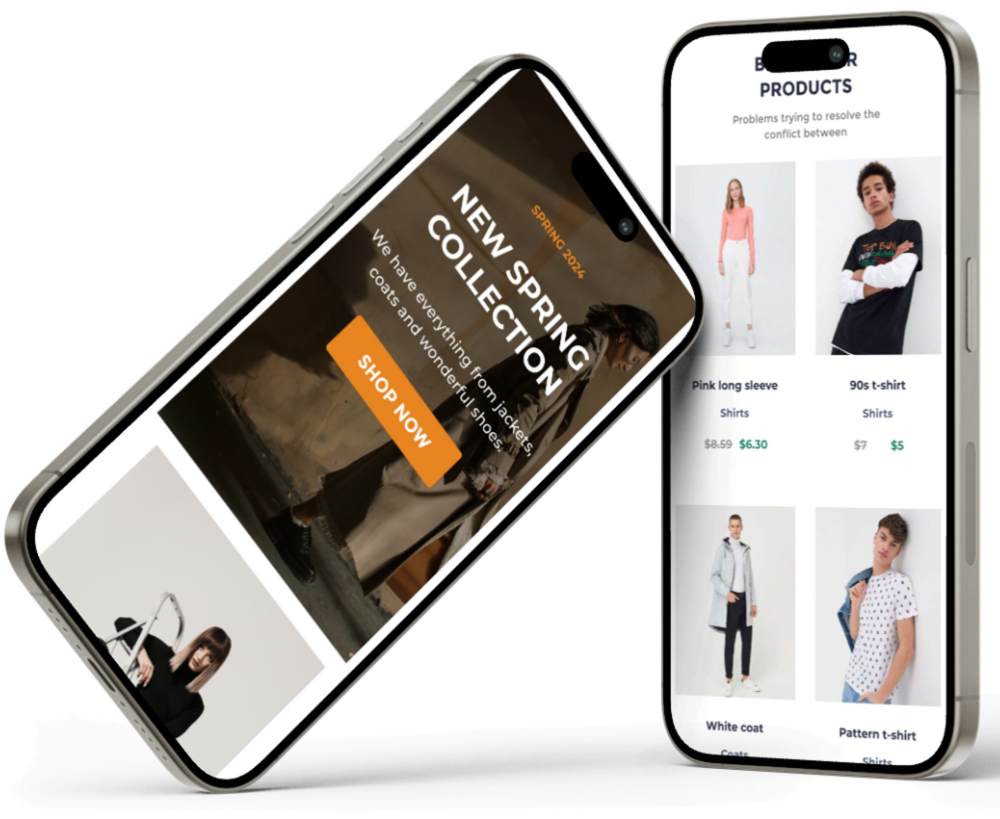 SPRING 2024
NEW SPRING
COLLECTION
We have everything from jackets,
coats and wonderful shoes.
SHOP NOW
PRODUCTS
Problems trying to resolve the
conflict between
Pink long sleeve
Shirts
$8.59 $6.30
90s t-shirt
Shirts
$7 $5
White coat
Coats
Pattern t-shirt
Shirts